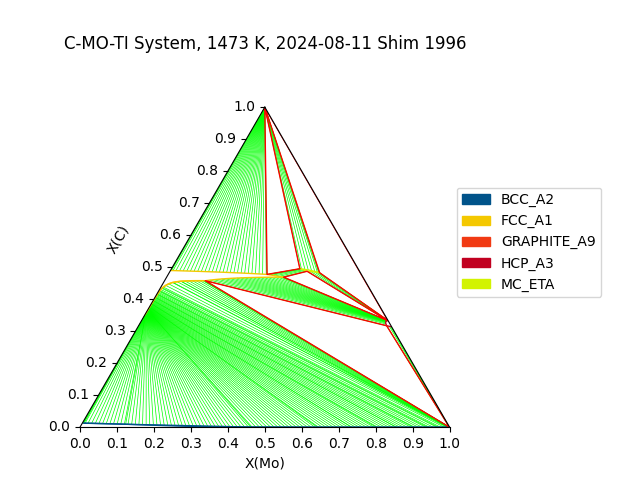 C-MO-TI System, 1473 K, 2024-08-11 Shim 1996
1.0
0.9
0.8
0.7
0.6
0.5
0.4
0.3
0.2
0.1
0.0
X(C)
0.0 0.1 0.2 0.3 0.4 0.5 0.6 0.7 0.8 0.9 1.0
X(Mo)
BCC_A2
FCC_A1
GRAPHITE_A9
HCP_A3
MC_ETA